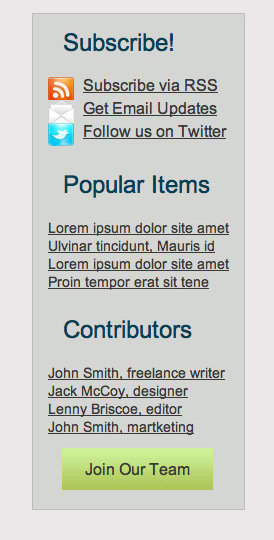 Subscribe!
Subscribe via RSS
Get Email Updates
Follow us on Twitter
Popular Items
Lorem ipsum dolor site amet
Ulvinar tincidunt, Mauris id
Lorem ipsum dolor site amet
Proin tempor erat sit tene
Contributors
John Smith, freelance writer
Jack McCoy, designer
Lenny Briscoe, editor
John Smith, martketing
Join Our Team